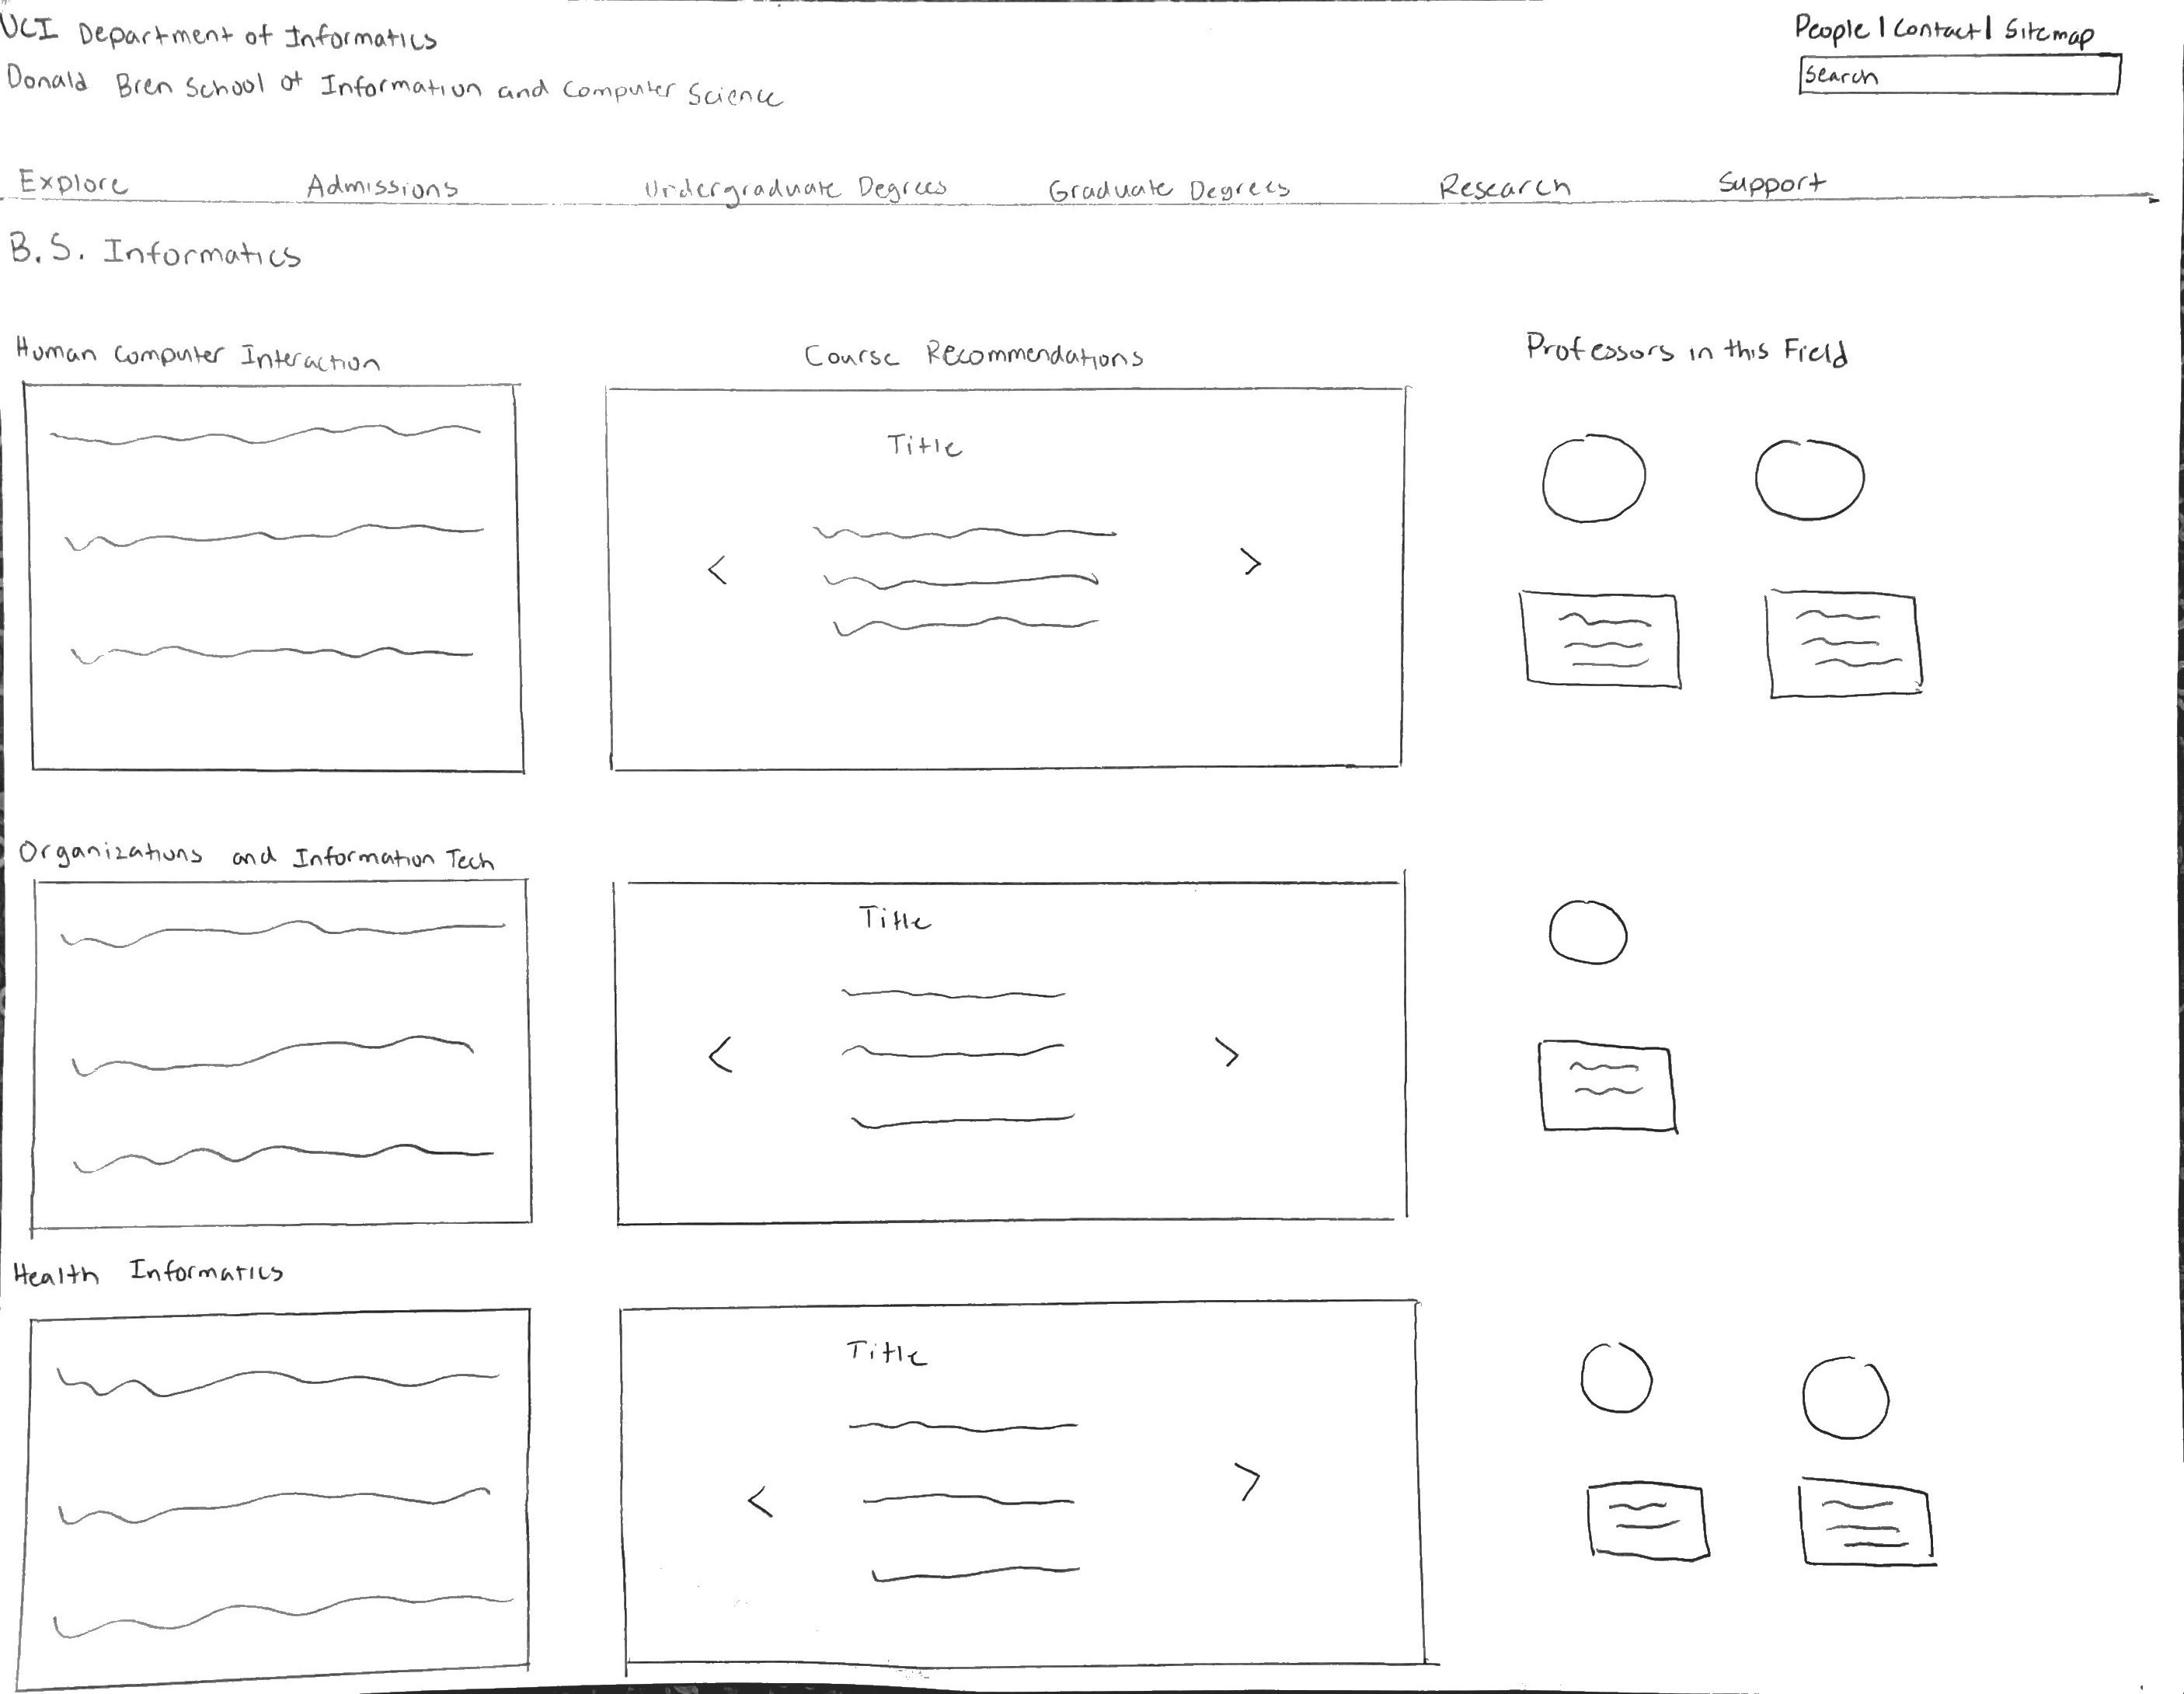 UCI Department of Informatics
People | Contact | Sitemap
Donald Bren School of Information and Computer Science
Search
Explore Admissions Undergraduate Degrees Graduate Degrees Research Support
B.S. Informatics
Human Computer Interaction
Course Recommendations
Professors in this Field
Title
< >
Organizations and Information Tech
Title
< >
Health Informatics
Title
< >